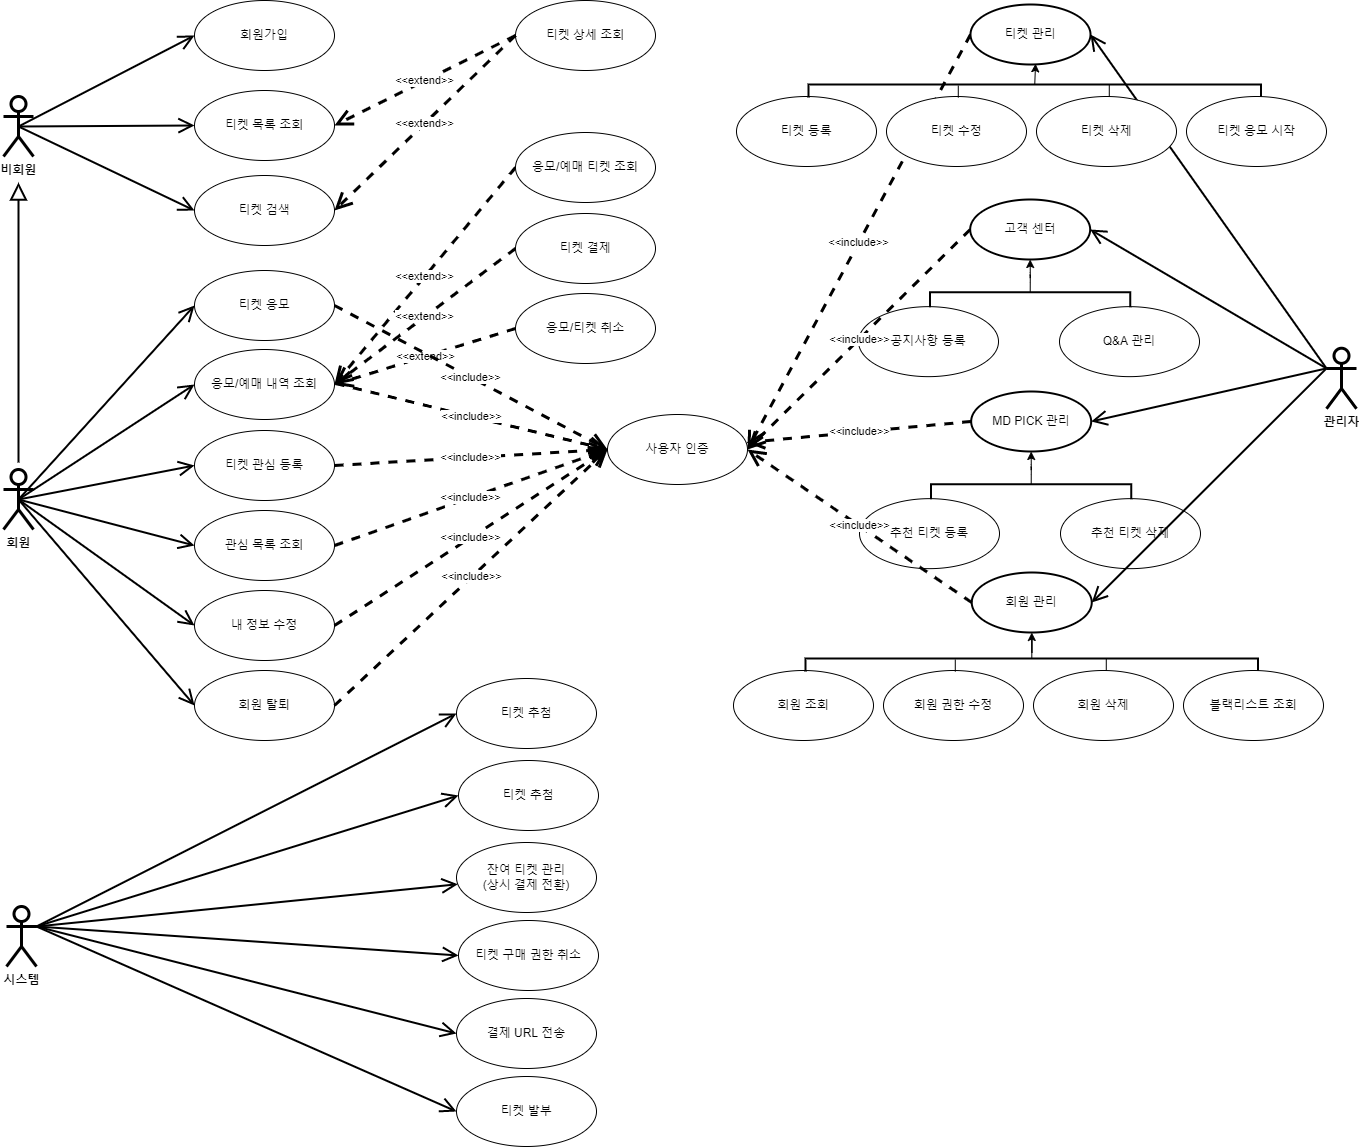 회원가입
티켓 상세 조회
티켓 관리
<<extend>>
티켓 목록 조회
<<extend>>
티켓 등록
티켓 수정
티켓 삭제
티켓 응모 시작
비회원
응모/예매 티켓 조회
티켓 검색
고객 센터
<<include>>
티켓 결제
<<extend>>
티켓 응모
<<extend>>
응모/티켓 취소
<<include>>
공지사항 등록
Q&A 관리
<<extend>>
응모/예매 내역 조회
<<include>>
<<include>>
MD PICK 관리
관리자
<<include>>
사용자 인증
티켓 관심 등록
<<include>>
<<include>>
<<include>>
추천 티켓 등록
추천 티켓 삭제
회원
관심 목록 조회
<<include>>
<<include>>
회원 관리
내 정보 수정
회원 탈퇴
회원 조회
회원 권한 수정
회원 삭제
블랙리스트 조회
티켓 추첨
티켓 추첨
잔여 티켓 관리
(상시 결제 전환)
티켓 구매 권한 취소
시스템
결제 URL 전송
티켓 발부